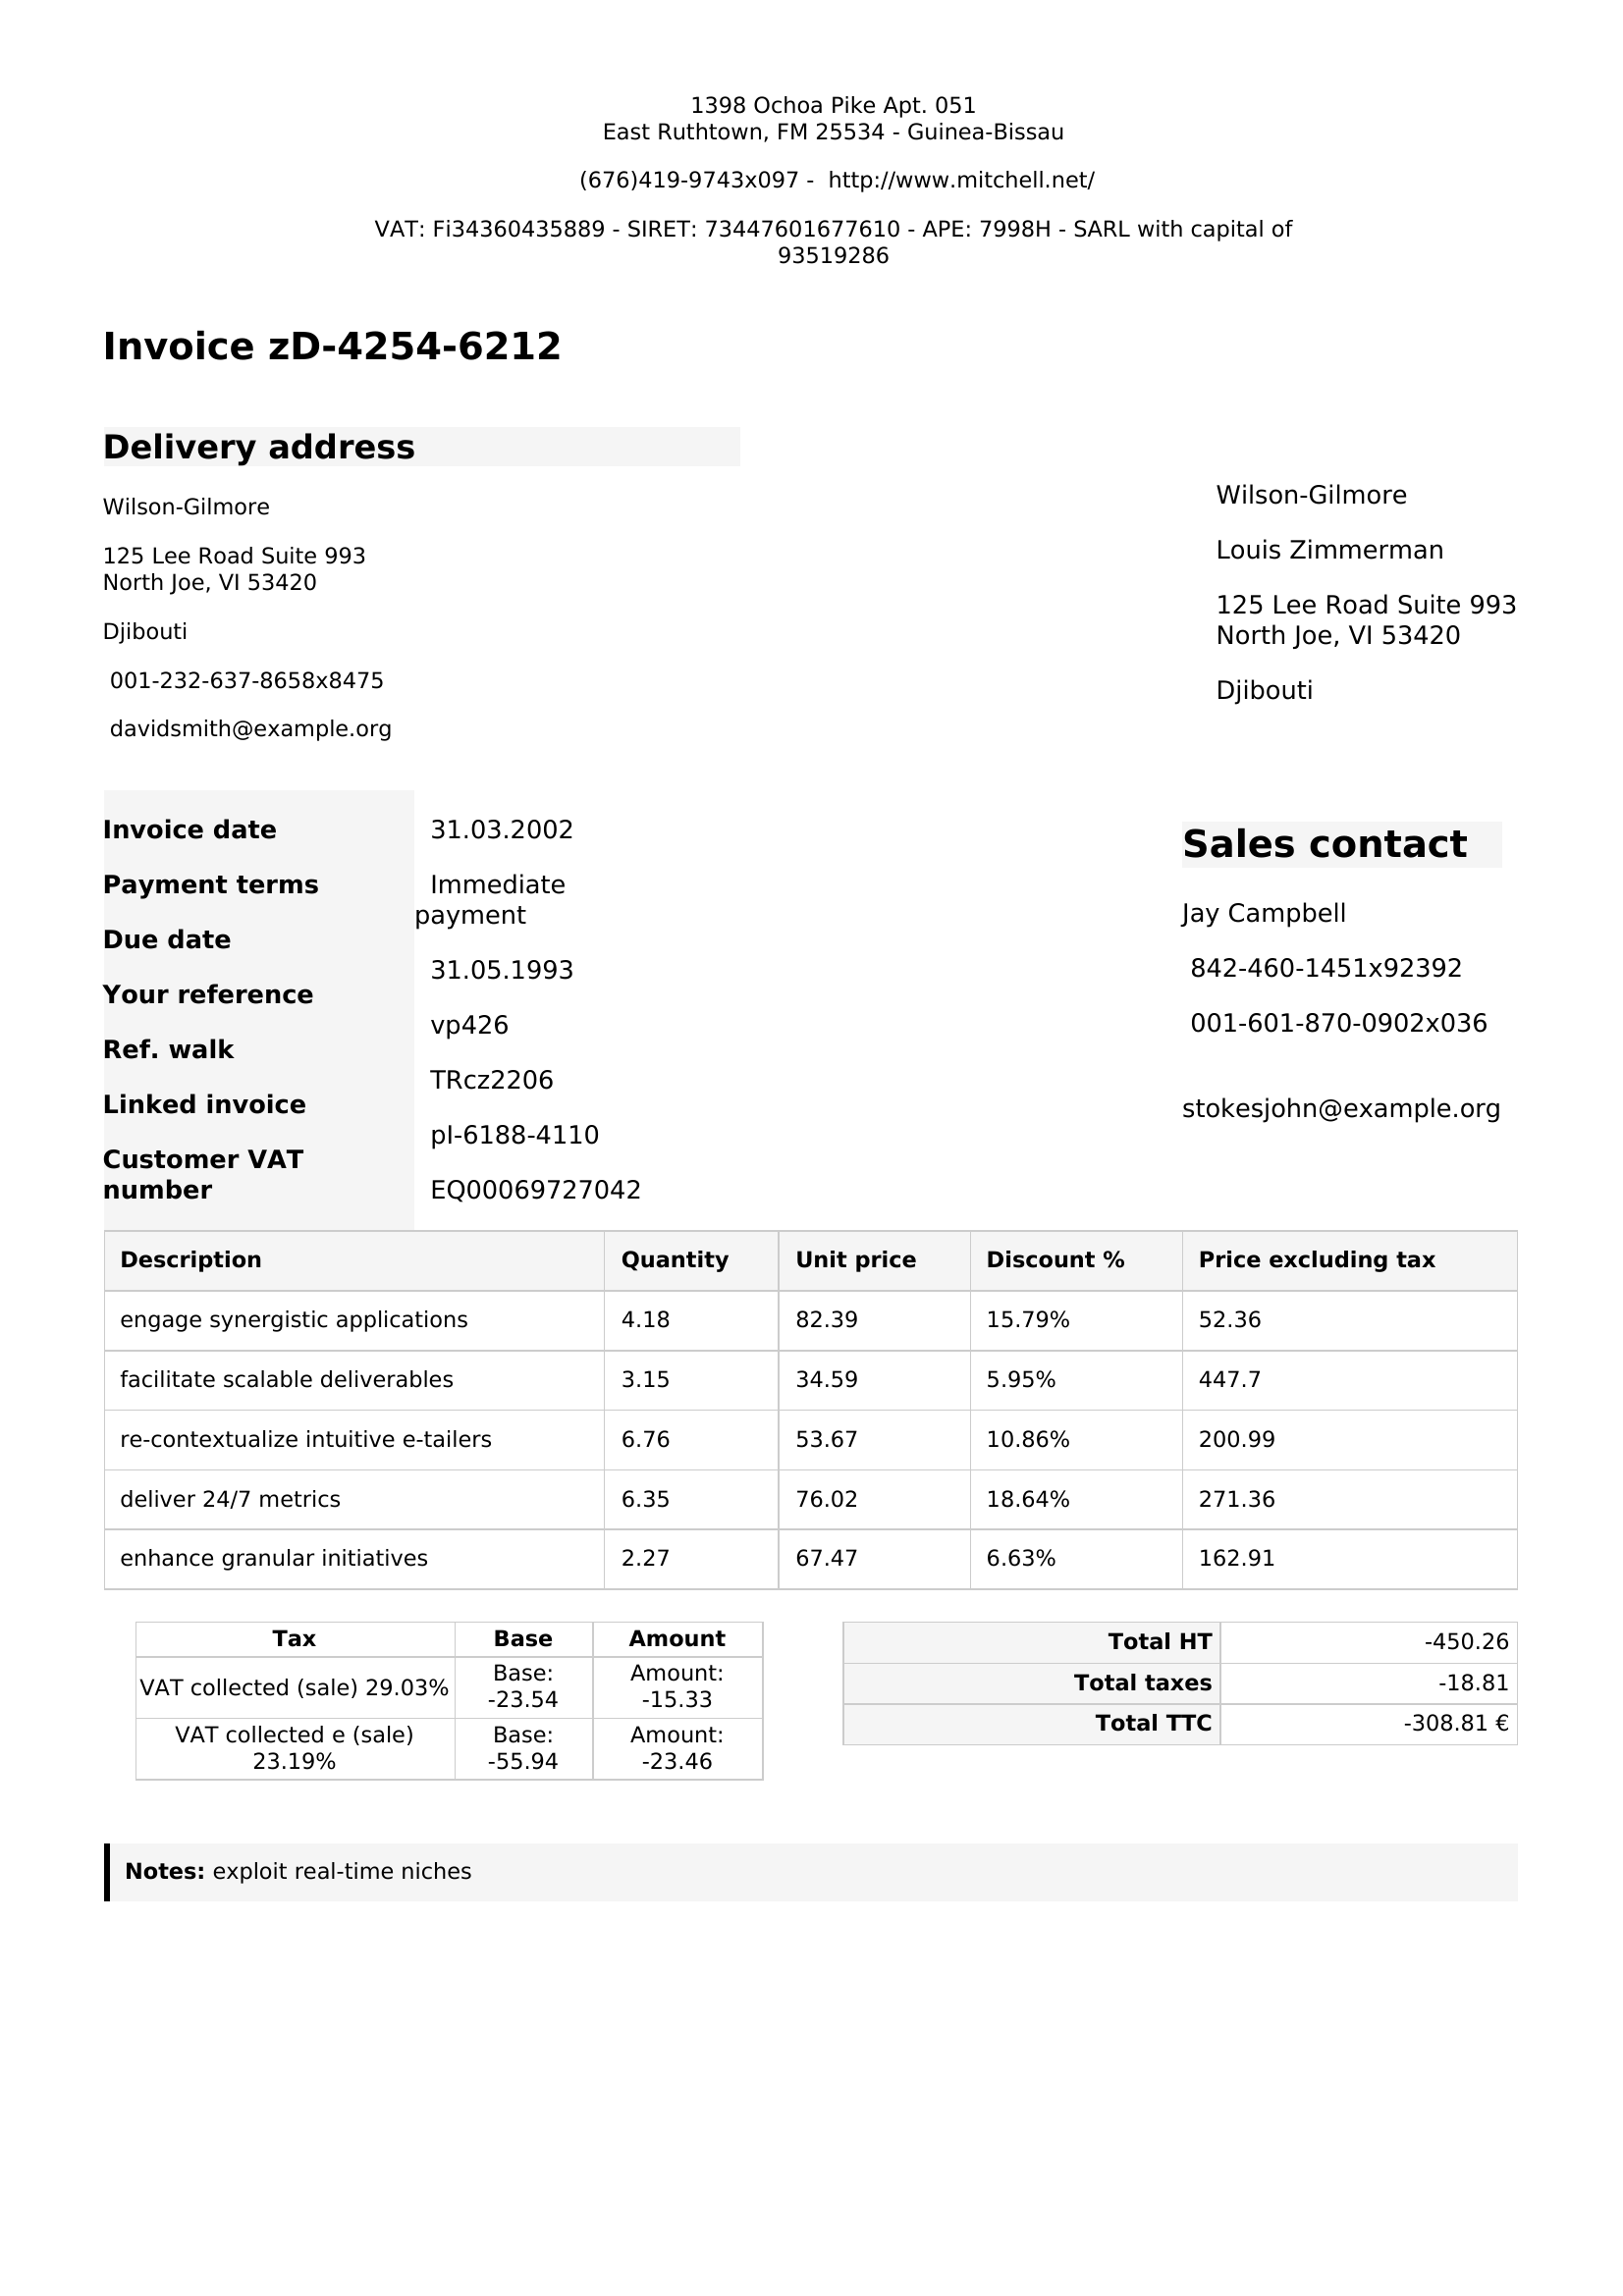 1398 Ochoa Pike Apt. 051
East Ruthtown, FM 25534 - Guinea-Bissau
(676)419-9743x097 - http://www.mitchell.net/
VAT: Fi34360435889 - SIRET: 73447601677610 - APE: 7998H - SARL with capital of
93519286
Invoice zD-4254-6212
Delivery address
Wilson-Gilmore
125 Lee Road Suite 993
North Joe, VI 53420
Djibouti
001-232-637-8658x8475
davidsmith@example.org
Wilson-Gilmore
Louis Zimmerman
125 Lee Road Suite 993
North Joe, VI 53420
Djibouti
Invoice date
Payment terms
Due date
Your reference
Ref. walk
Linked invoice
Customer VAT
number
31.03.2002
Immediate
payment
31.05.1993
vp426
TRcz2206
pI-6188-4110
EQ00069727042
Sales contact
Jay Campbell
842-460-1451x92392
001-601-870-0902x036
stokesjohn@example.org
Description Quantity Unit price Discount % Price excluding tax
engage synergistic applications 4.18 82.39 15.79% 52.36
facilitate scalable deliverables 3.15 34.59 5.95% 447.7
re-contextualize intuitive e-tailers 6.76 53.67 10.86% 200.99
deliver 24/7 metrics 6.35 76.02 18.64% 271.36
enhance granular initiatives 2.27 67.47 6.63% 162.91
Tax Base Amount
VAT collected (sale) 29.03% Base: -23.54 Amount: -15.33
VAT collected e (sale) 23.19% Base: -55.94 Amount: -23.46
Total HT -450.26
Total taxes -18.81
Total TTC -308.81 €
Notes: exploit real-time niches